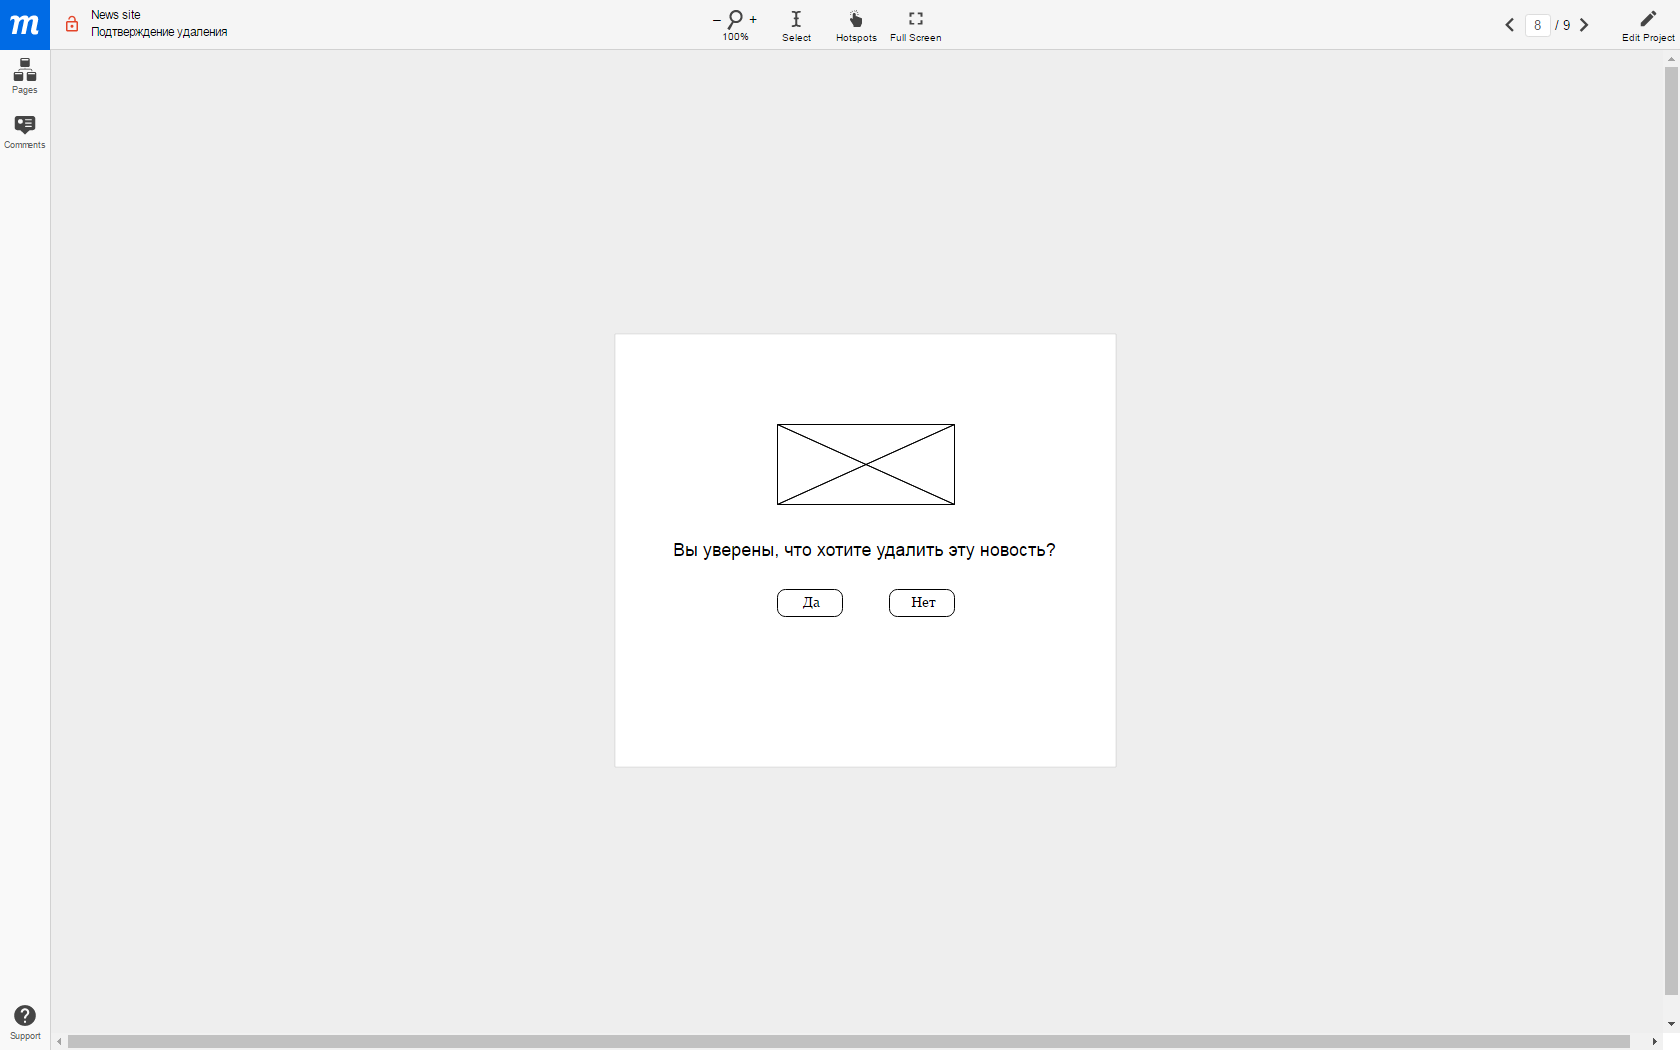 m
News site
Подтверждение удаления
– +
100%
Select
Hotspots
Full Screen
8 / 9
Edit Project
Pages
Comments
Вы уверены, что хотите удалить эту новость?
Да
Нет
?
Support